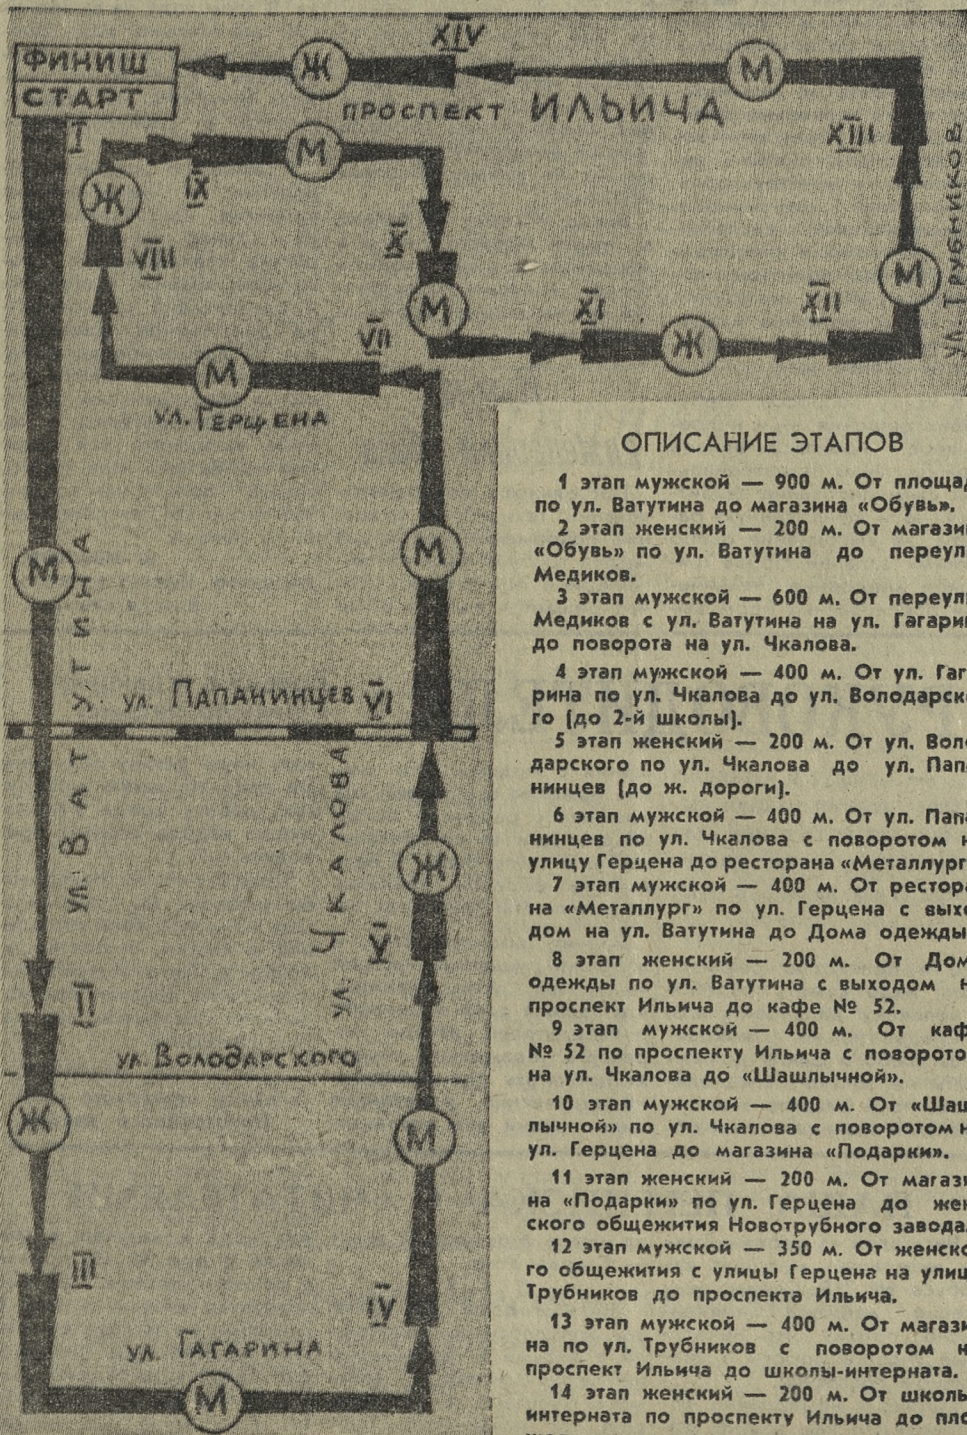 ФИНИШ
СТАРТ
I
XIV
Ж
М
ПРОСПЕКТ ИЛЬИЧА
XIII
УЛ. ТРУБНИКОВ
М
Ж
IX
М
X
VIII
М
XI
Ж
XII
VII
М
УЛ. ГЕРЦЕНА
М
М
УЛ. ВАТУТИНА
УЛ. ПАПАНИНЦЕВ
VI
УЛ. ЧКАЛОВА
Ж
V
II
УЛ. ВОЛОДАРСКОГО
Ж
М
III
IV
УЛ. ГАГАРИНА
М
ОПИСАНИЕ ЭТАПОВ
1 этап мужской — 900 м. От площад
по ул. Ватутина до магазина «Обувь».
2 этап женский — 200 м. От магази
«Обувь» по ул. Ватутина до переул
Медиков.
3 этап мужской — 600 м. От переул
Медиков с ул. Ватутина на ул. Гагари
до поворота на ул. Чкалова.
4 этап мужской — 400 м. От ул. Гаг
рина по ул. Чкалова до ул. Володарск
го (до 2-й школы).
5 этап женский — 200 м. От ул. Вол
дарского по ул. Чкалова до ул. Пап
нинцев (до ж. дороги).
6 этап мужской — 400 м. От ул. Пап
нинцев по ул. Чкалова с поворотом н
улицу Герцена до ресторана «Металлург
7 этап мужской — 400 м. От рестор
на «Металлург» по ул. Герцена с вых
дом на ул. Ватутина до Дома одежды
8 этап женский — 200 м. От Дом
одежды по ул. Ватутина с выходом н
проспект Ильича до кафе № 52.
9 этап мужской — 400 м. От каф
№ 52 по проспекту Ильича с поворото
на ул. Чкалова до «Шашлычной».
10 этап мужской — 400 м. От «Шаш
лычной» по ул. Чкалова с поворотом н
ул. Герцена до магазина «Подарки».
11 этап женский — 200 м. От магаз
на «Подарки» по ул. Герцена до жен
ского общежития Новотрубного завода.
12 этап мужской — 350 м. От женско
го общежития с улицы Герцена на улиц
Трубников до проспекта Ильича.
13 этап мужской — 400 м. От магаз
на по ул. Трубников с поворотом н
проспект Ильича до школы-интерната.
14 этап женский — 200 м. От школы
интерната по проспекту Ильича до пло